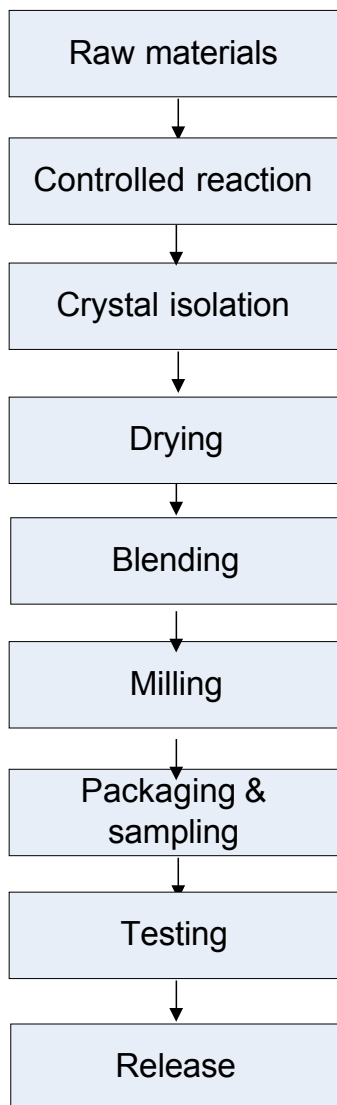 Raw materials
Controlled reaction
Crystal isolation
Drying
Blending
Milling
Packaging &
sampling
Testing
Release